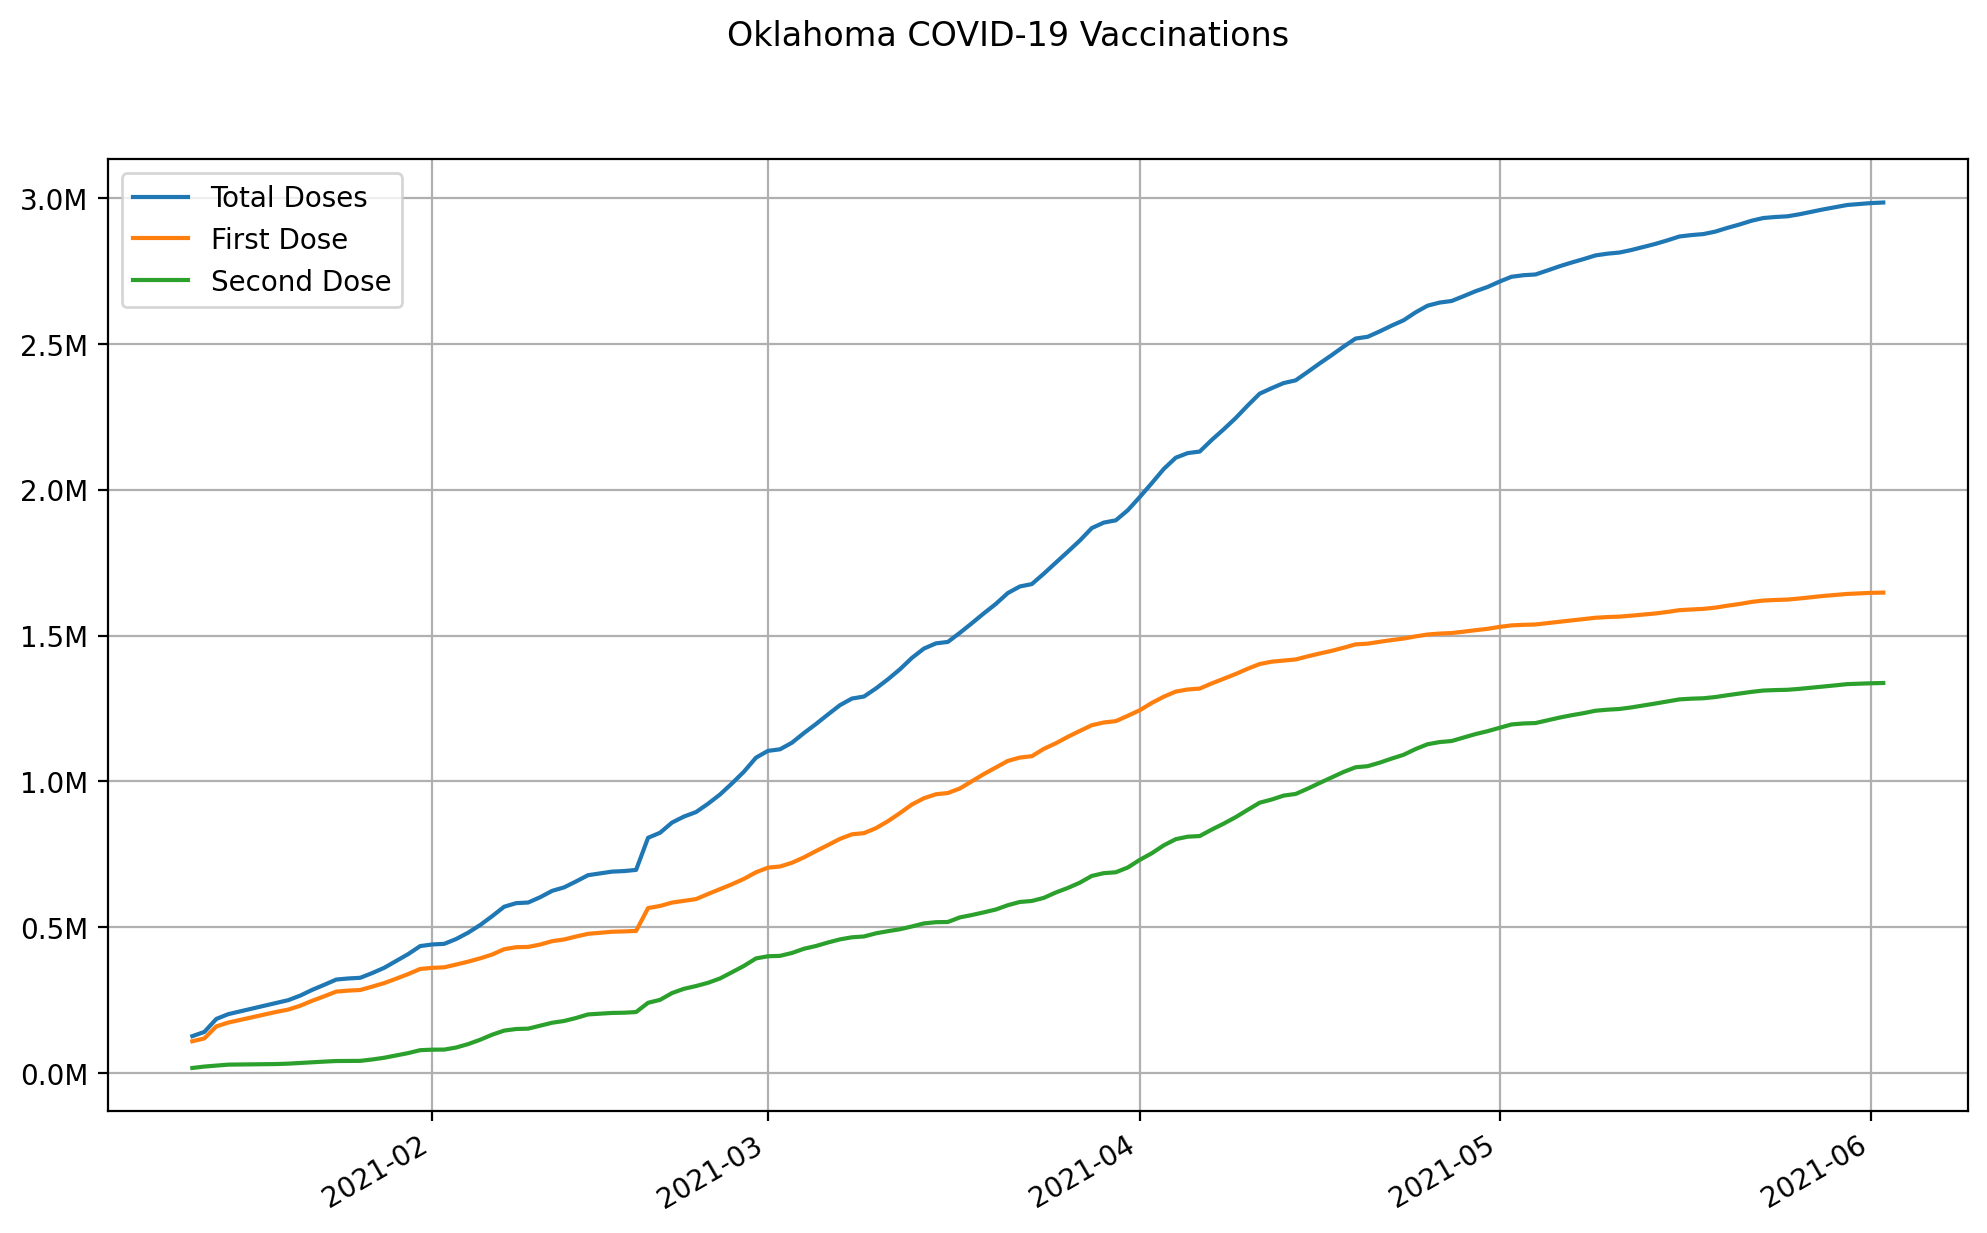 Oklahoma COVID-19 Vaccinations
Total Doses
First Dose
Second Dose
3.0M
2.5M
2.0M
1.5M
1.0M
0.5M
0.0M
2021-02
2021-03
2021-04
2021-05
2021-06